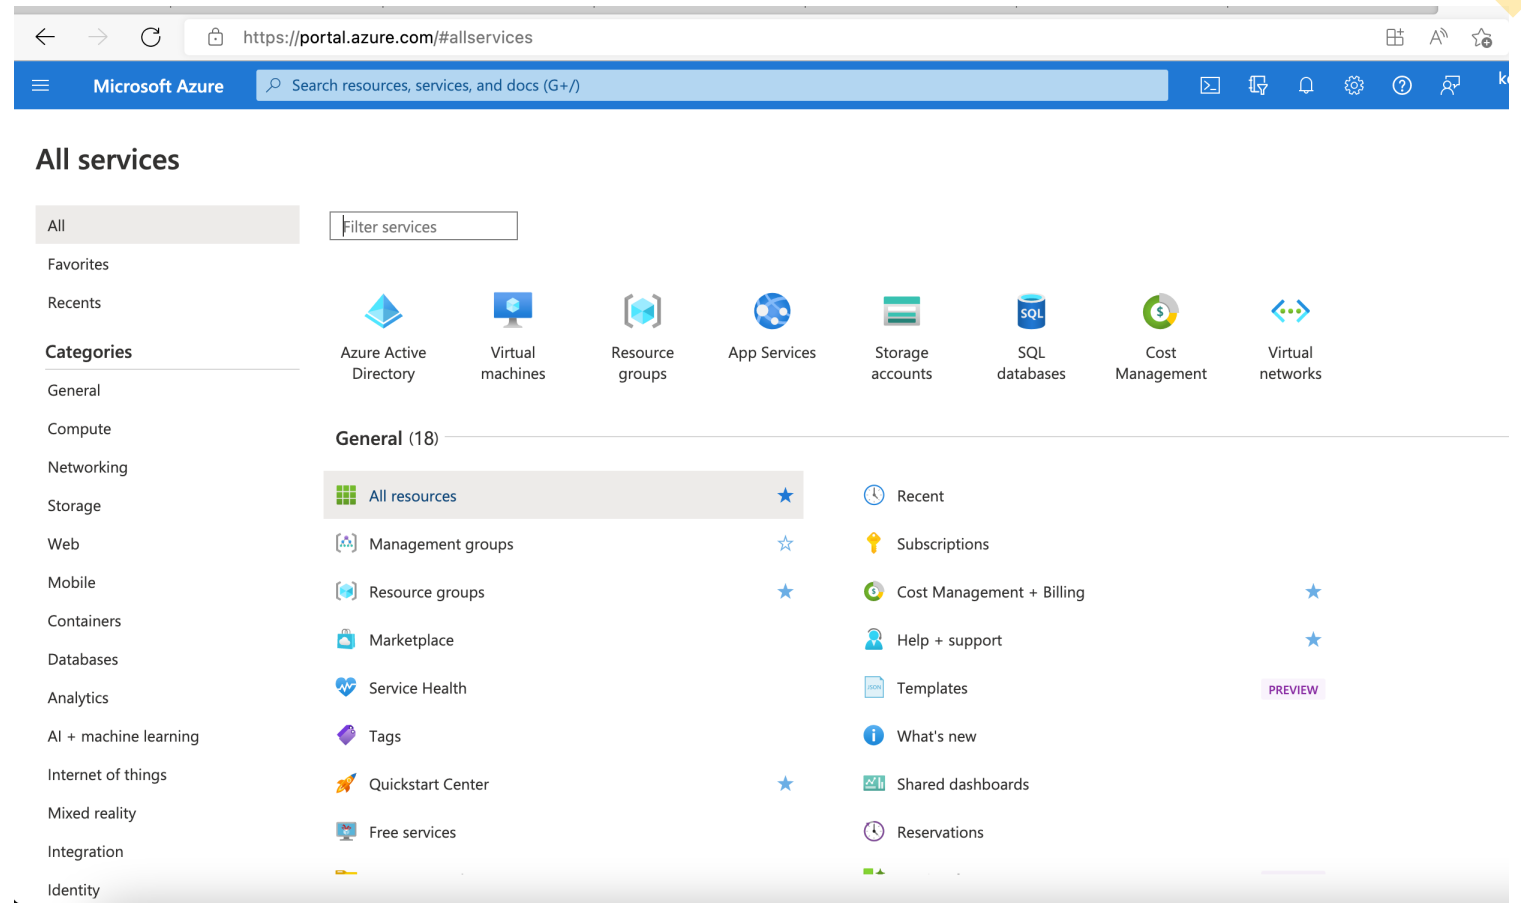 https://portal.azure.com/#allservices
Microsoft Azure
Search resources, services, and docs (G+/)
All services
All
Favorites
Recents
Categories
General
Compute
Networking
Storage
Web
Mobile
Containers
Databases
Analytics
AI + machine learning
Internet of things
Mixed reality
Integration
Identity
Filter services
Azure Active
Directory
Virtual
machines
Resource
groups
App Services
Storage
accounts
SQL
SQL
databases
Cost
Management
Virtual
networks
General (18)
All resources
Management groups
Resource groups
Marketplace
Service Health
Tags
Quickstart Center
Free services
Recent
Subscriptions
Cost Management + Billing
Help + support
JSON
Templates
PREVIEW
What's new
Shared dashboards
Reservations